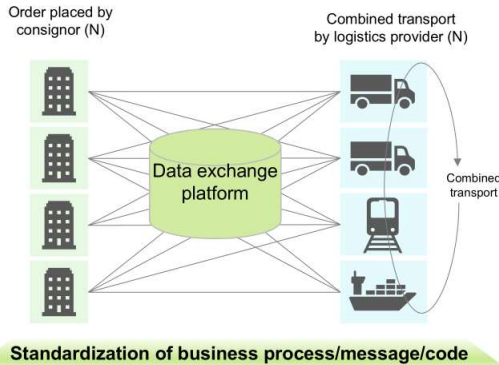 Order placed by
consignor (N)
Combined transport
by logistics provider (N)
Data exchange
platform
Combined
transport
Standardization of business process/message/code